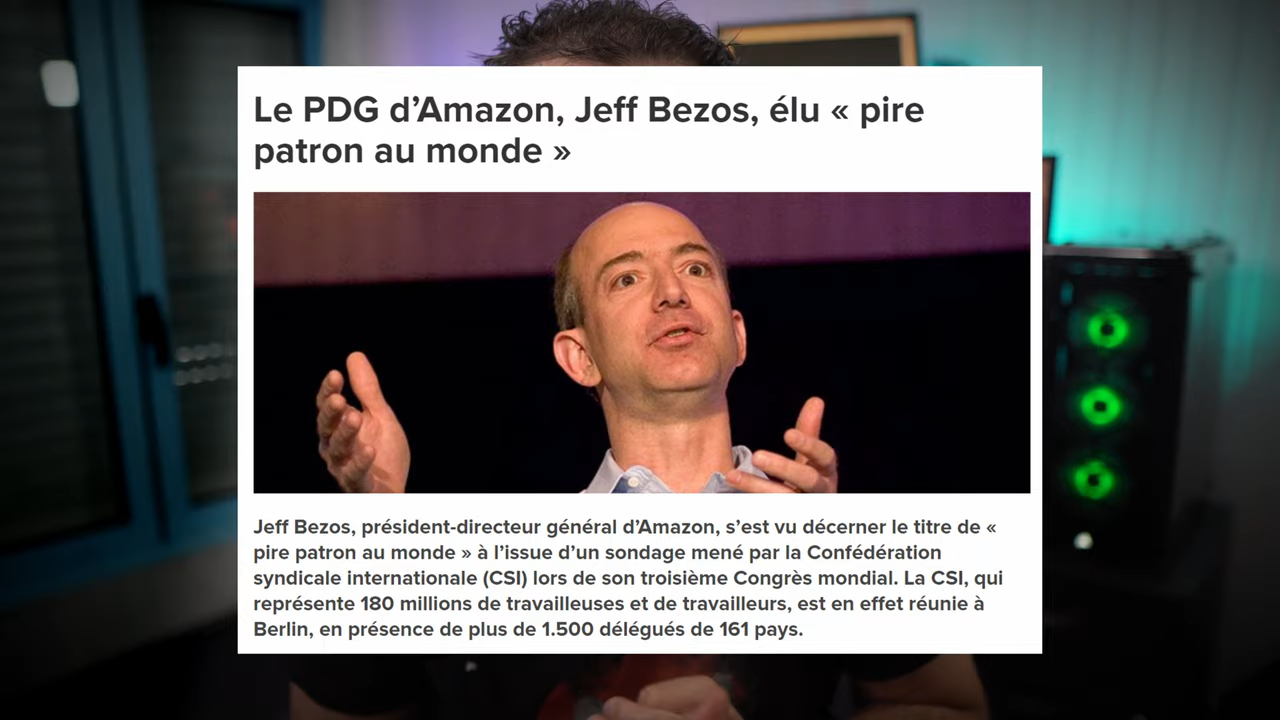 Le PDG d’Amazon, Jeff Bezos, élu « pire
patron au monde »
Jeff Bezos, président-directeur général d’Amazon, s’est vu décerner le titre de «
pire patron au monde » à l’issue d’un sondage mené par la Confédération
syndicale internationale (CSI) lors de son troisième Congrès mondial. La CSI, qui
représente 180 millions de travailleuses et de travailleurs, est en effet réunie à
Berlin, en présence de plus de 1.500 délégués de 161 pays.